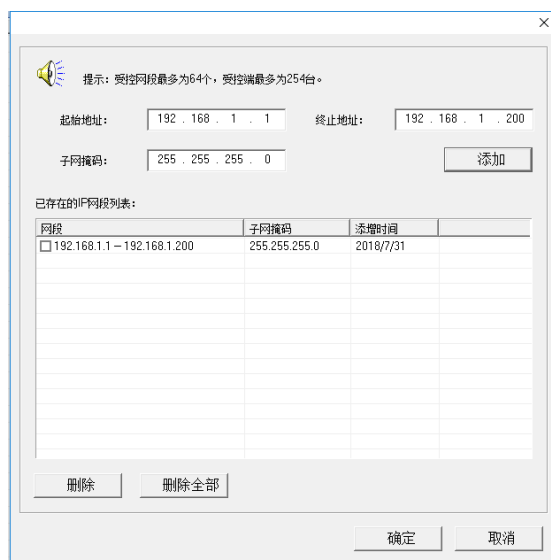 提示：受控网段最多为64个，受控端最多为254台。
起始地址： 192 . 168 . 1 . 1 终止地址： 192 . 168 . 1 . 200
子网掩码： 255 . 255 . 255 . 0 添加
已存在的IP网段列表：
网段 子网掩码 添增时间
192.168.1.1 — 192.168.1.200 255.255.255.0 2018/7/31
删除 删除全部
确定 取消